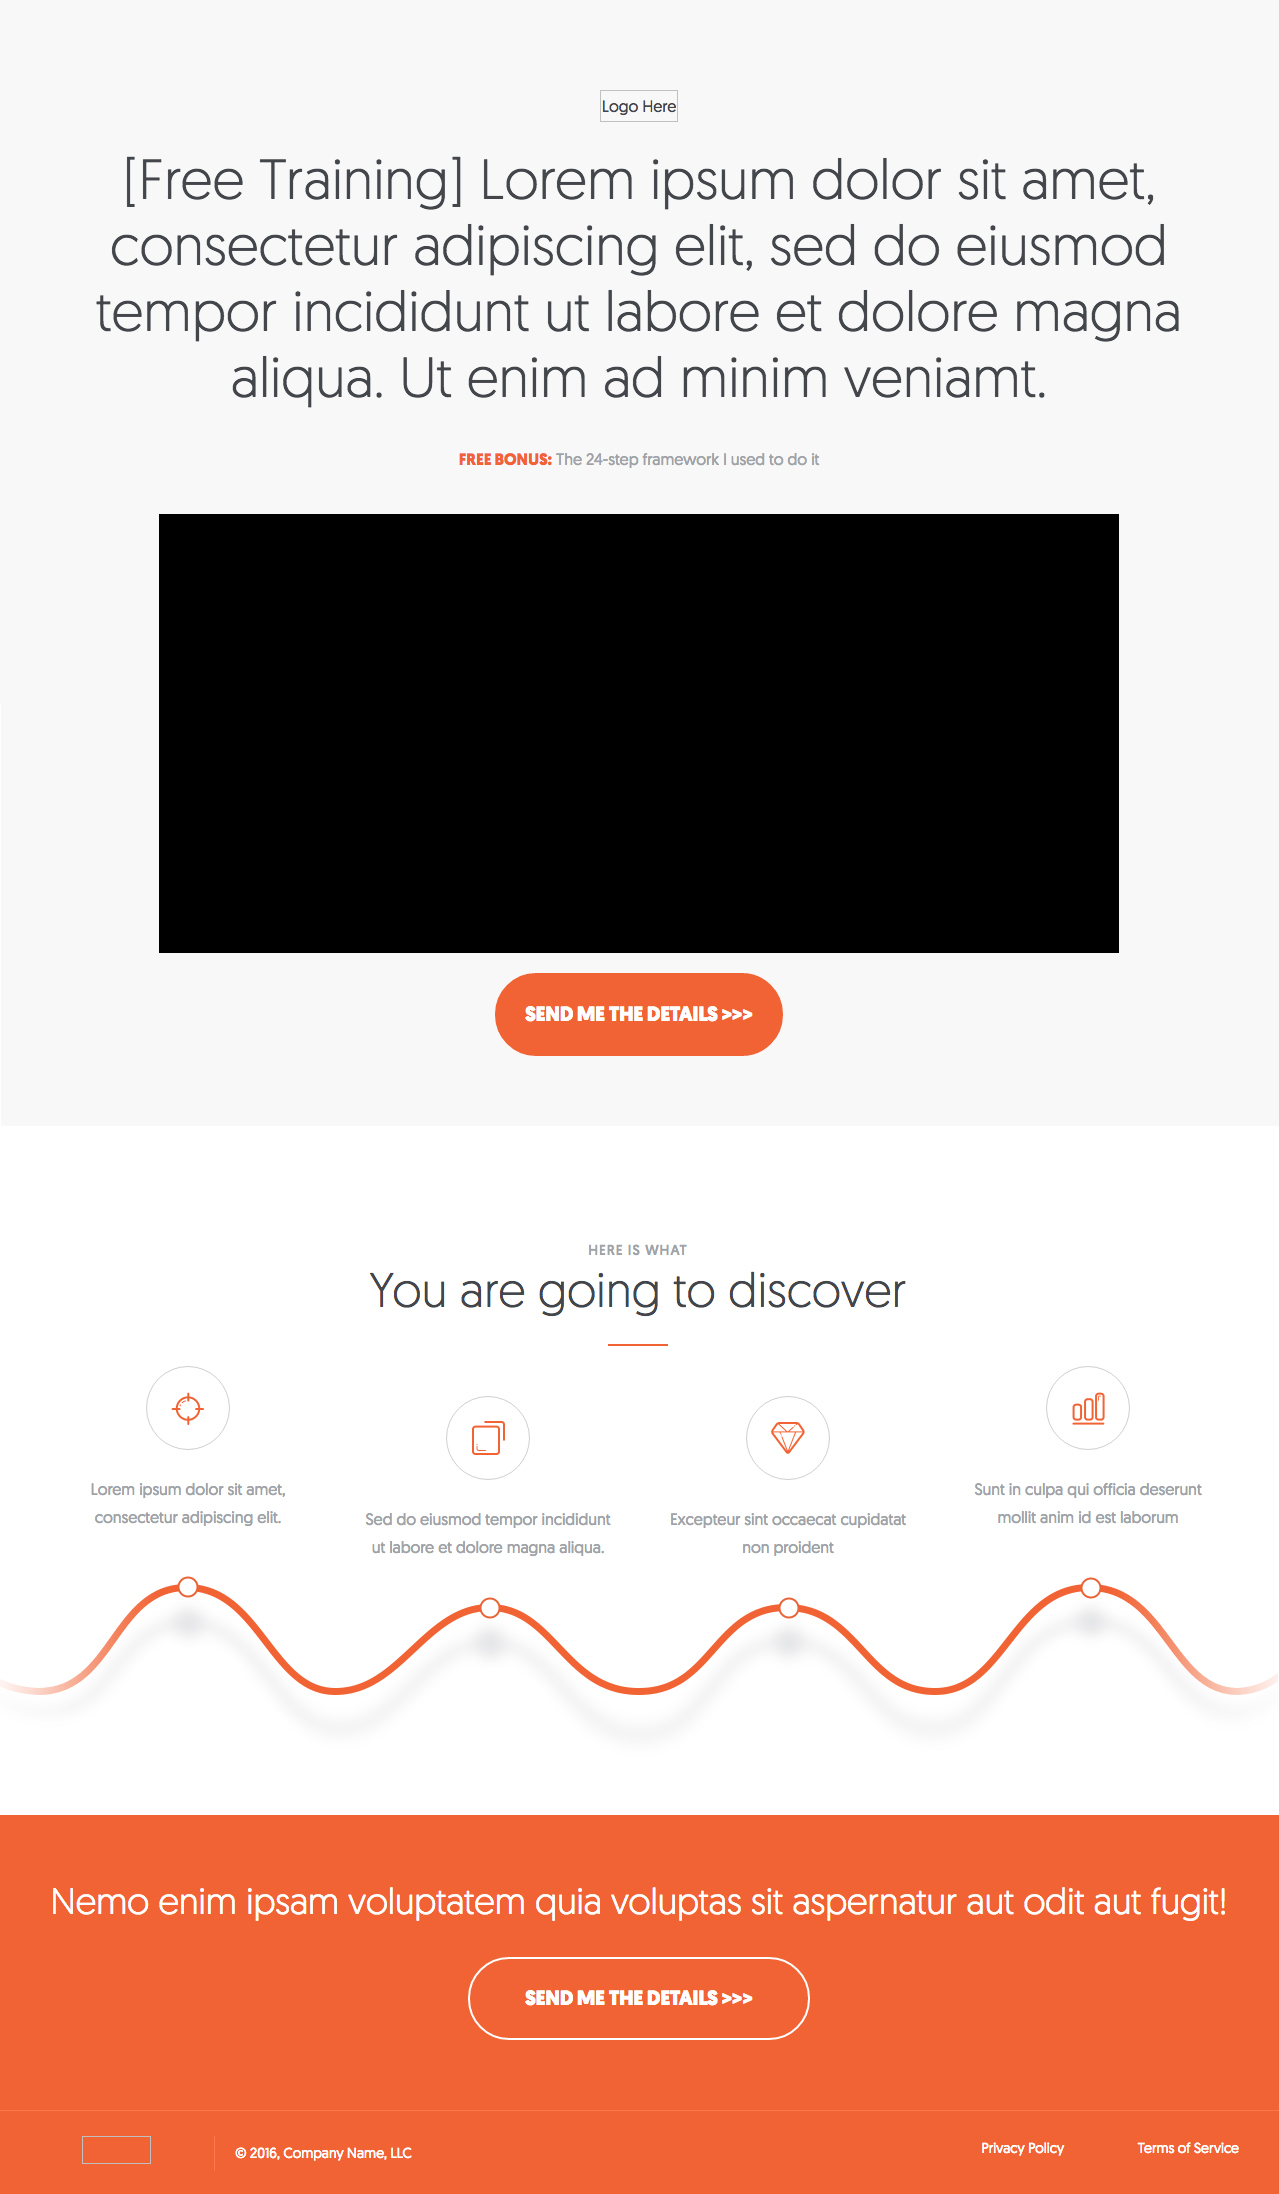 Logo Here
[Free Training] Lorem ipsum dolor sit amet,
consectetur adipiscing elit, sed do eiusmod
tempor incididunt ut labore et dolore magna
aliqua. Ut enim ad minim veniamt.
FREE BONUS: The 24-step framework I used to do it
SEND ME THE DETAILS >>>
HERE IS WHAT
You are going to discover
Lorem ipsum dolor sit amet,
consectetur adipiscing elit.
Sed do eiusmod tempor incididunt
ut labore et dolore magna aliqua.
Excepteur sint occaecat cupidatat
non proident
Sunt in culpa qui officia deserunt
mollit anim id est laborum
Nemo enim ipsam voluptatem quia voluptas sit aspernatur aut odit aut fugit!
SEND ME THE DETAILS >>>
© 2016, Company Name, LLC
Privacy Policy
Terms of Service